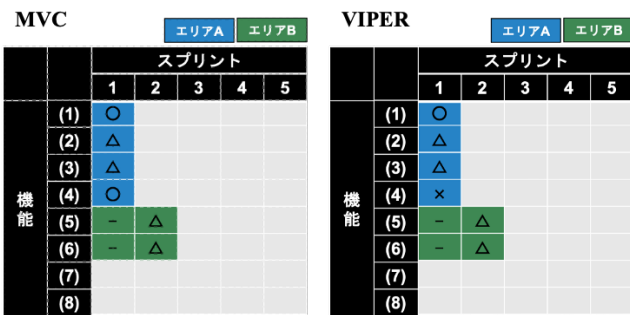 MVC
エリアA エリアB
スプリント
1 2 3 4 5
機能
(1) ○
(2) △
(3) △
(4) ○
(5) − △
(6) − △
(7)
(8)
VIPER
エリアA エリアB
スプリント
1 2 3 4 5
機能
(1) ○
(2) △
(3) △
(4) ×
(5) − △
(6) − △
(7)
(8)